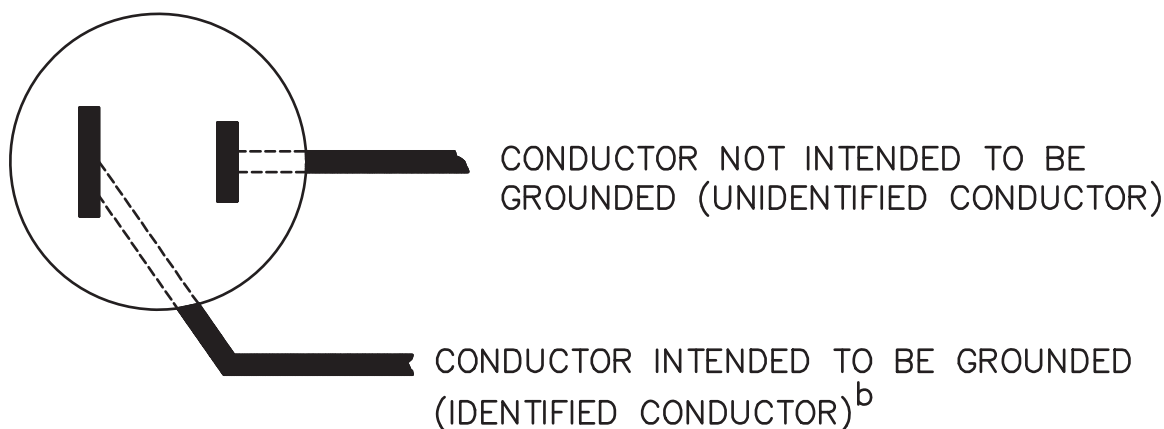 CONDUCTOR NOT INTENDED TO BE
GROUNDED (UNIDENTIFIED CONDUCTOR)
CONDUCTOR INTENDED TO BE GROUNDED
(IDENTIFIED CONDUCTOR)b